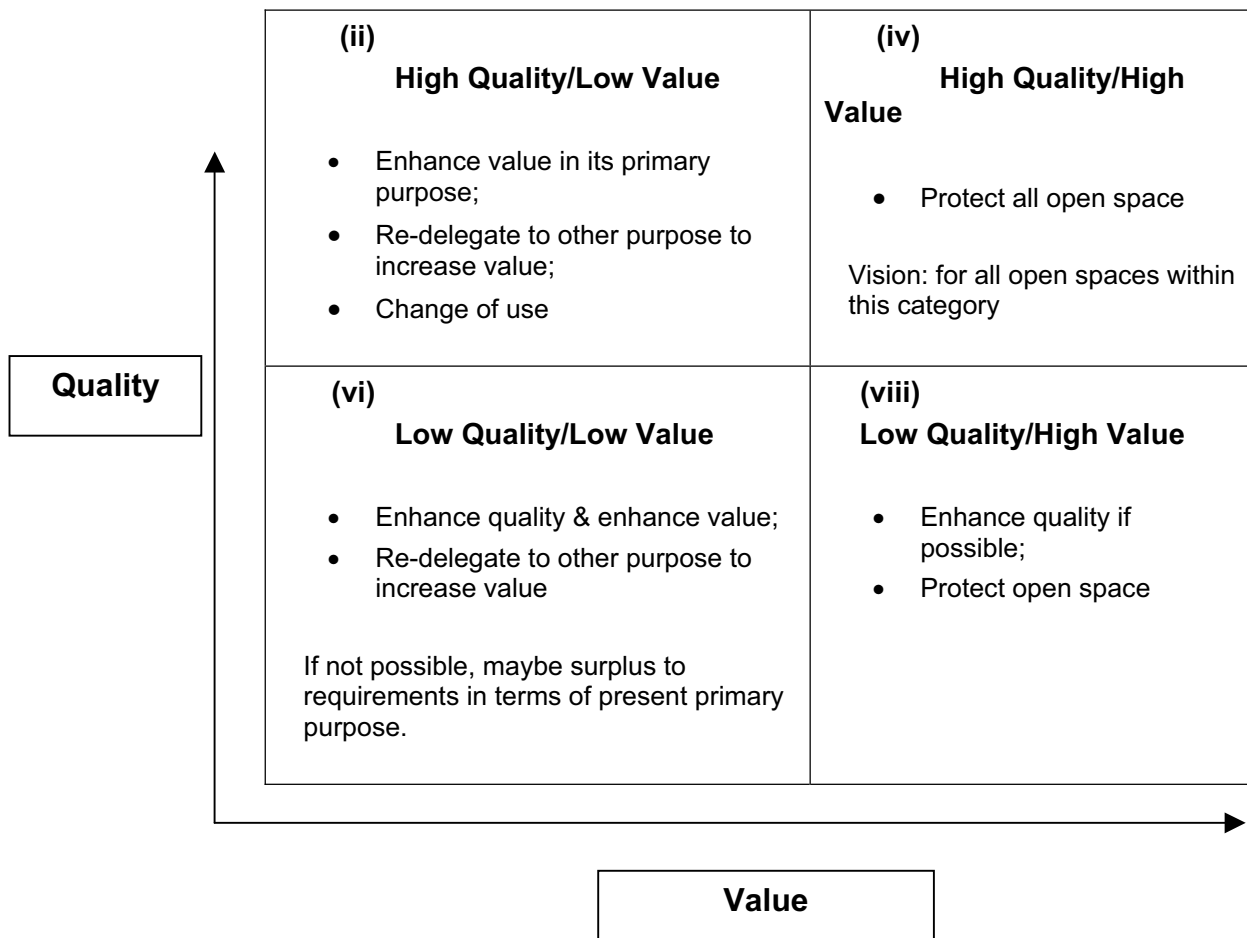 (ii)
High Quality/Low Value
• Enhance value in its primary
purpose;
• Re-delegate to other purpose to
increase value;
• Change of use
(iv)
High Quality/High
Value
• Protect all open space
Vision: for all open spaces within
this category
Quality
(vi)
Low Quality/Low Value
• Enhance quality & enhance value;
• Re-delegate to other purpose to
increase value
If not possible, maybe surplus to
requirements in terms of present primary
purpose.
(viii)
Low Quality/High Value
• Enhance quality if
possible;
• Protect open space
Value